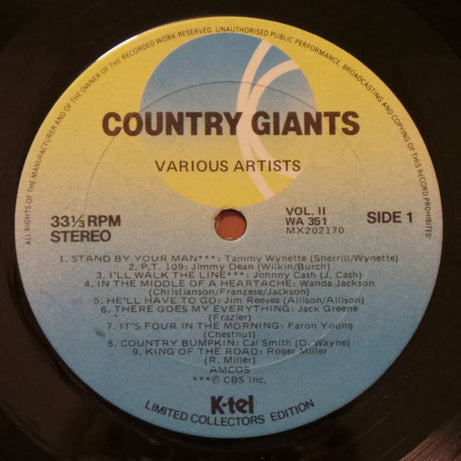 ALL RIGHTS OF THE MANUFACTURER AND OF THE OWNER OF THE RECORDED WORK RESERVED. UNAUTHORISED PUBLIC PERFORMANCE, BROADCASTING AND COPYING OF THIS RECORD PROHIBITED.
COUNTRY GIANTS
VARIOUS ARTISTS
33⅓ RPM
STEREO
VOL. II
WA 351
MX202170
SIDE 1
1. STAND BY YOUR MAN***: Tammy Wynette (Sherrill/Wynette)
2. P.T. 109: Jimmy Dean (Wilkin/Burch)
3. I'LL WALK THE LINE***: Johnny Cash (J. Cash)
4. IN THE MIDDLE OF A HEARTACHE: Wanda Jackson
(Christianson/Franzese/Jackson)
5. HE'LL HAVE TO GO: Jim Reeves (Allison/Allison)
6. THERE GOES MY EVERYTHING: Jack Greene
(Frazier)
7. IT'S FOUR IN THE MORNING: Faron Young
(Chestnut)
8. COUNTRY BUMPKIN: Cal Smith (D. Wayne)
9. KING OF THE ROAD: Roger Miller
(R. Miller)
AMCOS
***℗ CBS Inc.
K-tel
LIMITED COLLECTORS EDITION